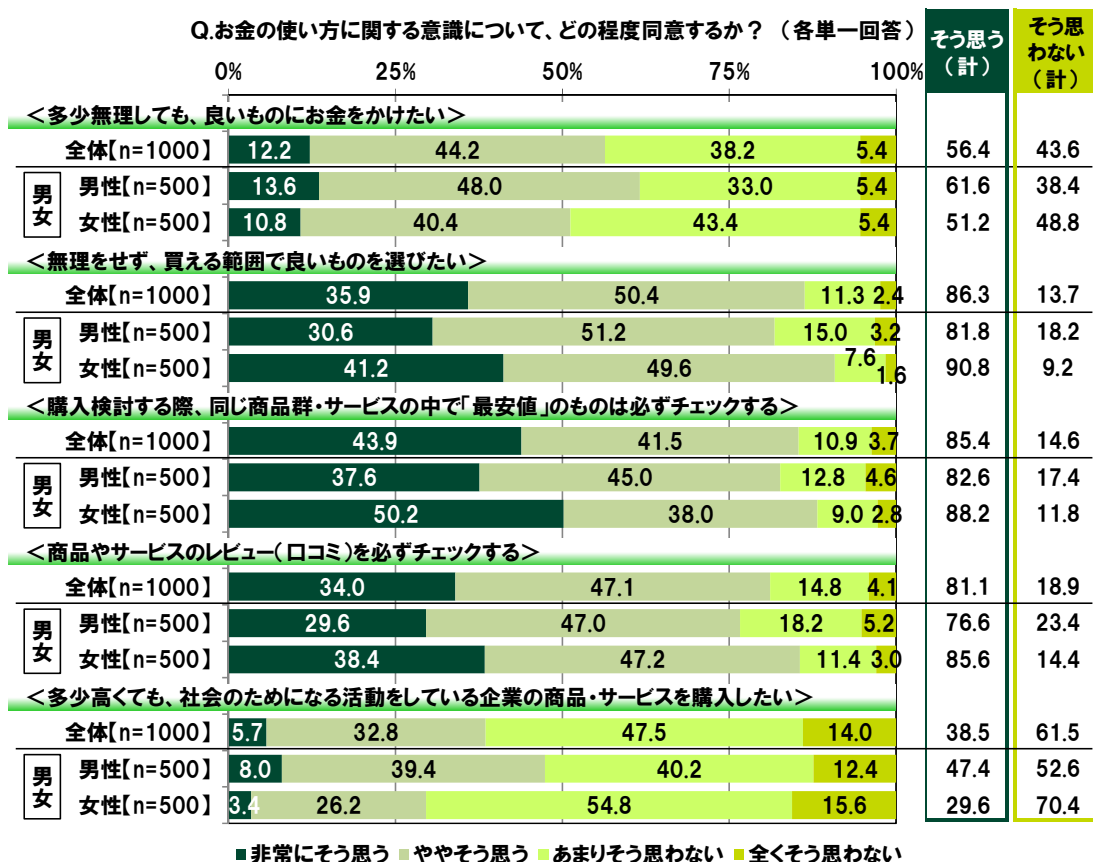 Q.お金の使い方に関する意識について、どの程度同意するか? (各単一回答)
そう思う
(計)
そう思
わない
(計)
0% 25% 50% 75% 100%
<多少無理しても、良いものにお金をかけたい>
全体【n=1000】 12.2 44.2 38.2 5.4 56.4 43.6
男女
男性【n=500】 13.6 48.0 33.0 5.4 61.6 38.4
女性【n=500】 10.8 40.4 43.4 5.4 51.2 48.8
<無理をせず、買える範囲で良いものを選びたい>
全体【n=1000】 35.9 50.4 11.3 2.4 86.3 13.7
男女
男性【n=500】 30.6 51.2 15.0 3.2 81.8 18.2
女性【n=500】 41.2 49.6 7.6 1.6 90.8 9.2
<購入検討する際、同じ商品群・サービスの中で「最安値」のものは必ずチェックする>
全体【n=1000】 43.9 41.5 10.9 3.7 85.4 14.6
男女
男性【n=500】 37.6 45.0 12.8 4.6 82.6 17.4
女性【n=500】 50.2 38.0 9.0 2.8 88.2 11.8
<商品やサービスのレビュー(口コミ)を必ずチェックする>
全体【n=1000】 34.0 47.1 14.8 4.1 81.1 18.9
男女
男性【n=500】 29.6 47.0 18.2 5.2 76.6 23.4
女性【n=500】 38.4 47.2 11.4 3.0 85.6 14.4
<多少高くても、社会のためになる活動をしている企業の商品・サービスを購入したい>
全体【n=1000】 5.7 32.8 47.5 14.0 38.5 61.5
男女
男性【n=500】 8.0 39.4 40.2 12.4 47.4 52.6
女性【n=500】 3.4 26.2 54.8 15.6 29.6 70.4
非常にそう思う ややそう思う あまりそう思わない 全くそう思わない